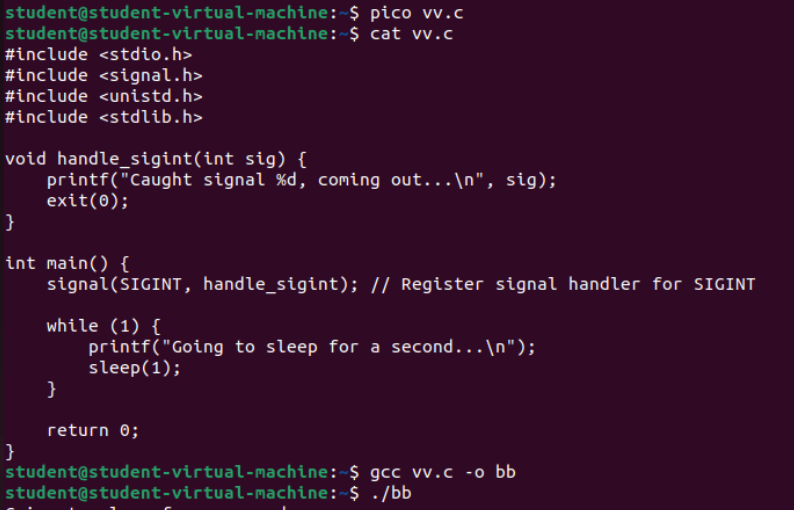 student@student-virtual-machine:~$ pico vv.c
student@student-virtual-machine:~$ cat vv.c
#include <stdio.h>
#include <signal.h>
#include <unistd.h>
#include <stdlib.h>
void handle_sigint(int sig) {
    printf("Caught signal %d, coming out...\n", sig);
    exit(0);
}
int main() {
    signal(SIGINT, handle_sigint); // Register signal handler for SIGINT
    while (1) {
        printf("Going to sleep for a second...\n");
        sleep(1);
    }
    return 0;
}
student@student-virtual-machine:~$ gcc vv.c -o bb
student@student-virtual-machine:~$ ./bb